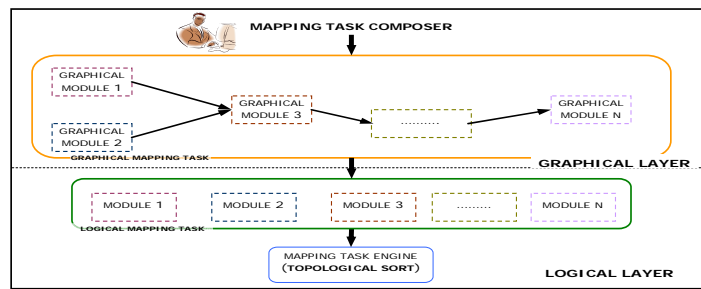 MAPPING TASK COMPOSER
GRAPHICAL
MODULE 1
GRAPHICAL
MODULE 2
GRAPHICAL
MODULE 3
..........
GRAPHICAL
MODULE N
GRAPHICAL MAPPING TASK
GRAPHICAL LAYER
MODULE 1
MODULE 2
MODULE 3
.........
MODULE N
LOGICAL MAPPING TASK
MAPPING TASK ENGINE
(TOPOLOGICAL SORT)
LOGICAL LAYER